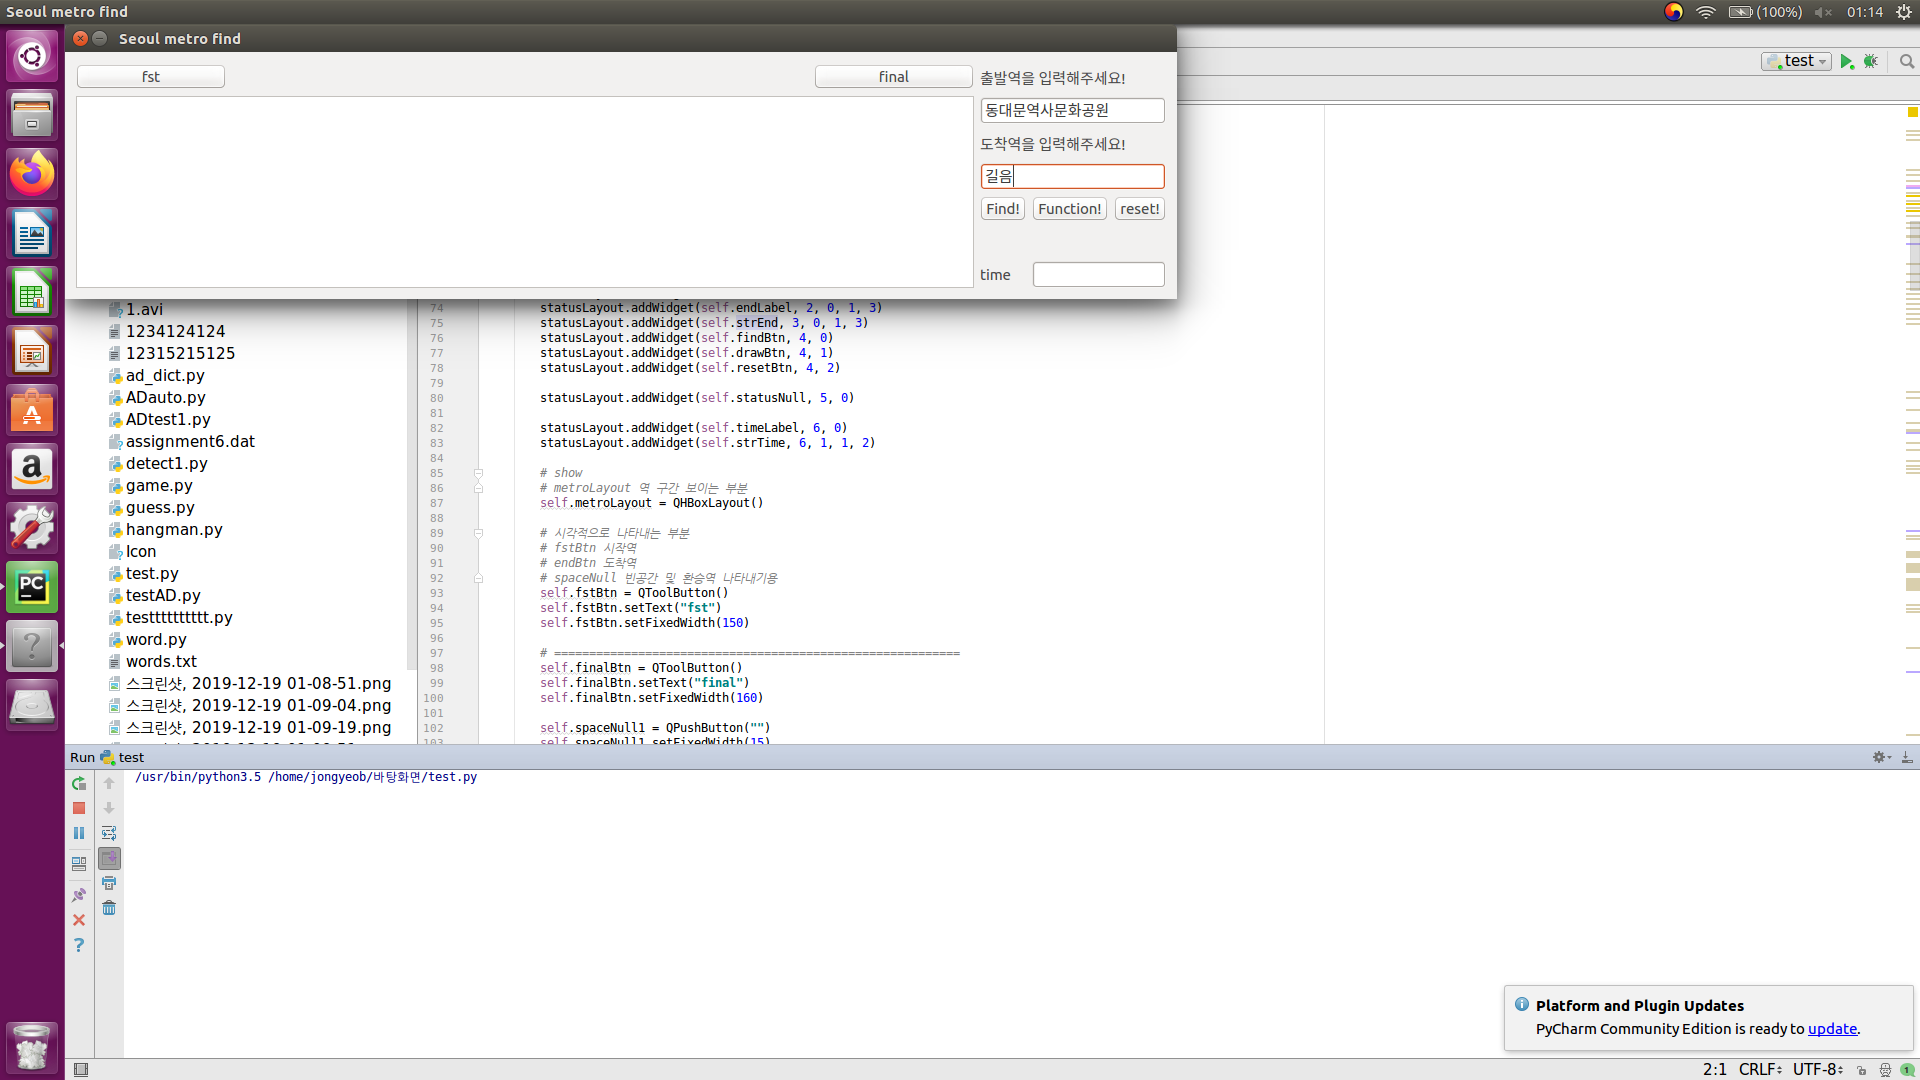 Seoul metro find
(100%)
01:14
Seoul metro find
fst
final
출발역을 입력해주세요!
동대문역사문화공원
도착역을 입력해주세요!
길음
Find!
Function!
reset!
time
test
1.avi
1234124124
12315215125
ad_dict.py
ADauto.py
ADtest1.py
assignment6.dat
detect1.py
game.py
guess.py
hangman.py
Icon
test.py
testAD.py
testttttttttt.py
word.py
words.txt
스크린샷, 2019-12-19 01-08-51.png
스크린샷, 2019-12-19 01-09-04.png
스크린샷, 2019-12-19 01-09-19.png
74 statusLayout.addWidget(self.endLabel, 2, 0, 1, 3)
75 statusLayout.addWidget(self.strEnd, 3, 0, 1, 3)
76 statusLayout.addWidget(self.findBtn, 4, 0)
77 statusLayout.addWidget(self.drawBtn, 4, 1)
78 statusLayout.addWidget(self.resetBtn, 4, 2)
79
80 statusLayout.addWidget(self.statusNull, 5, 0)
81
82 statusLayout.addWidget(self.timeLabel, 6, 0)
83 statusLayout.addWidget(self.strTime, 6, 1, 1, 2)
84
85 # show
86 # metroLayout 역 구간 보이는 부분
87 self.metroLayout = QHBoxLayout()
88
89 # 시각적으로 나타내는 부분
90 # fstBtn 시작역
91 # endBtn 도착역
92 # spaceNull 빈공간 및 환승역 나타내기용
93 self.fstBtn = QToolButton()
94 self.fstBtn.setText("fst")
95 self.fstBtn.setFixedWidth(150)
96
97 # ==========================================================
98 self.finalBtn = QToolButton()
99 self.finalBtn.setText("final")
100 self.finalBtn.setFixedWidth(160)
101
102 self.spaceNull1 = QPushButton("")
103 self.spaceNull1.setFixedWidth(15)
Run test
/usr/bin/python3.5 /home/jongyeob/바탕화면/test.py
Platform and Plugin Updates
PyCharm Community Edition is ready to update.
2:1 CRLF UTF-8 1